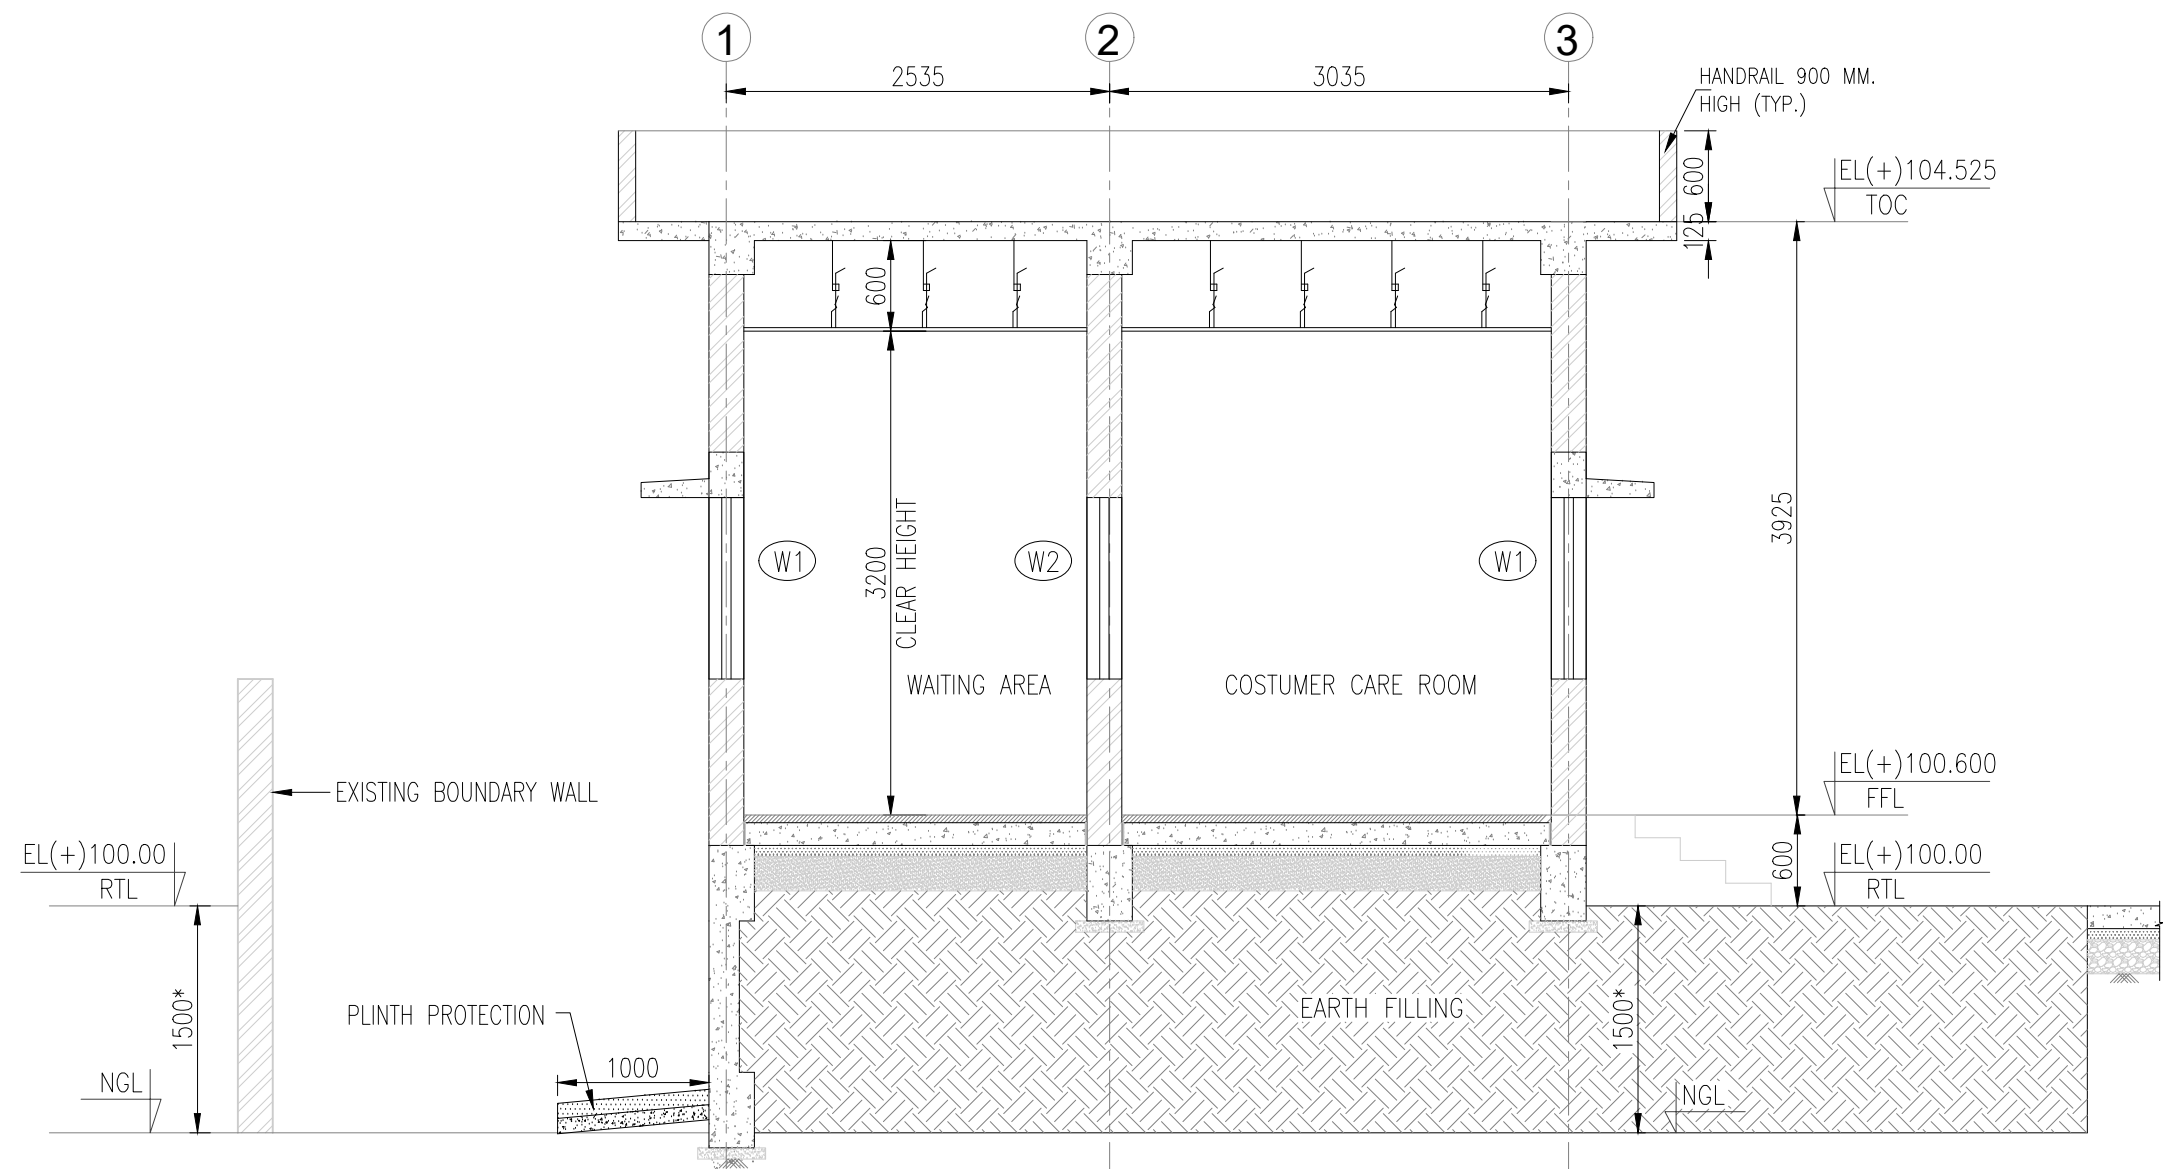 1
2
3
2535
3035
HANDRAIL 900 MM.
HIGH (TYP.)
600
125
EL(+)104.525
TOC
600
3925
3200
CLEAR HEIGHT
W1
W2
W1
WAITING AREA
COSTUMER CARE ROOM
EXISTING BOUNDARY WALL
EL(+)100.600
FFL
EL(+)100.00
RTL
600
EL(+)100.00
RTL
1500*
PLINTH PROTECTION
EARTH FILLING
1500*
1000
NGL
NGL